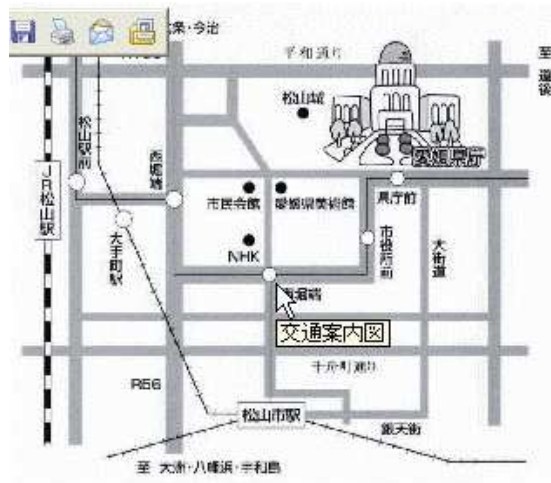 条・今治
平和通り
至 道後
松山城
愛媛県庁
松山駅前
西堀端
JR松山駅
市民会館
愛媛県美術館
県庁前
大手町駅
NHK
市役所前
大街道
南堀端
交通案内図
千舟町通り
R56
松山市駅
銀天街
至 大洲・八幡浜・宇和島